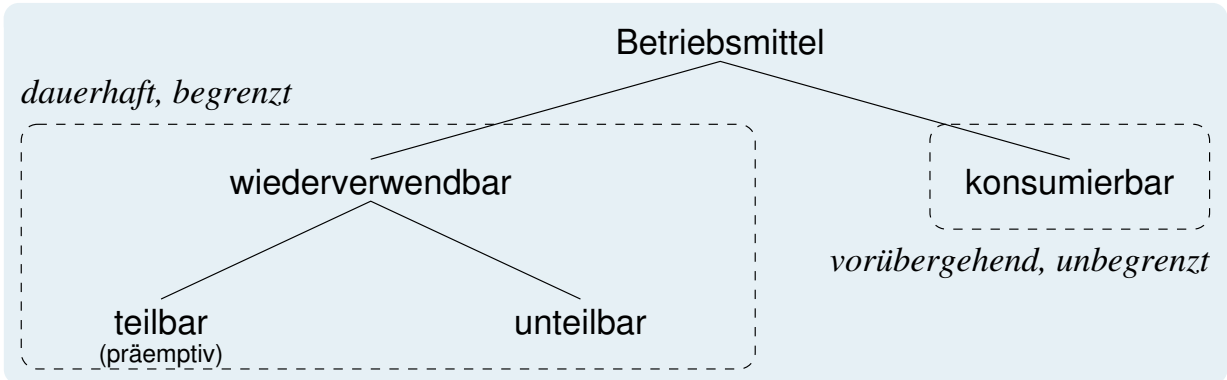 Betriebsmittel
dauerhaft, begrenzt
wiederverwendbar
konsumierbar
vorübergehend, unbegrenzt
teilbar
unteilbar
(präemptiv)